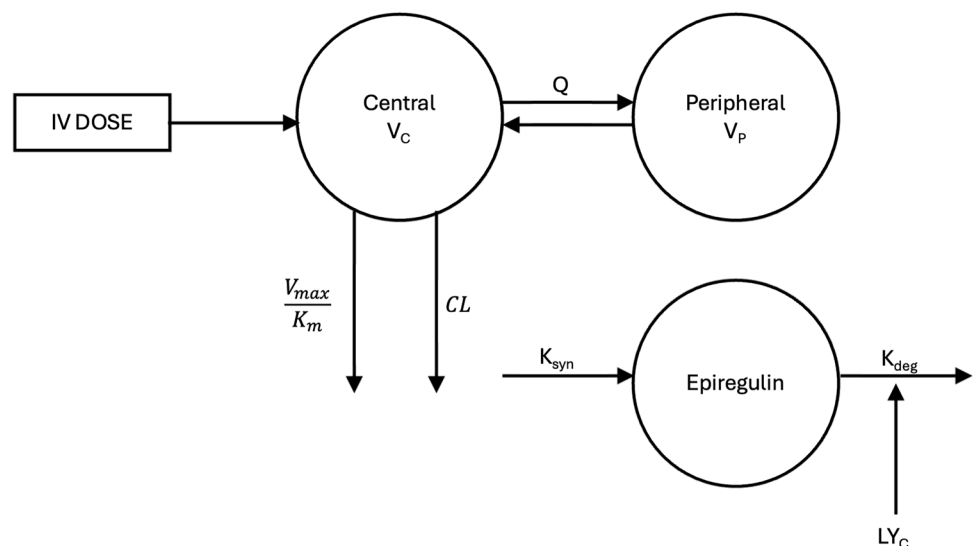 IV DOSE
Central
V_C
Q
Peripheral
V_P
V_max
K_m
CL
K_syn
Epiregulin
K_deg
LY_C